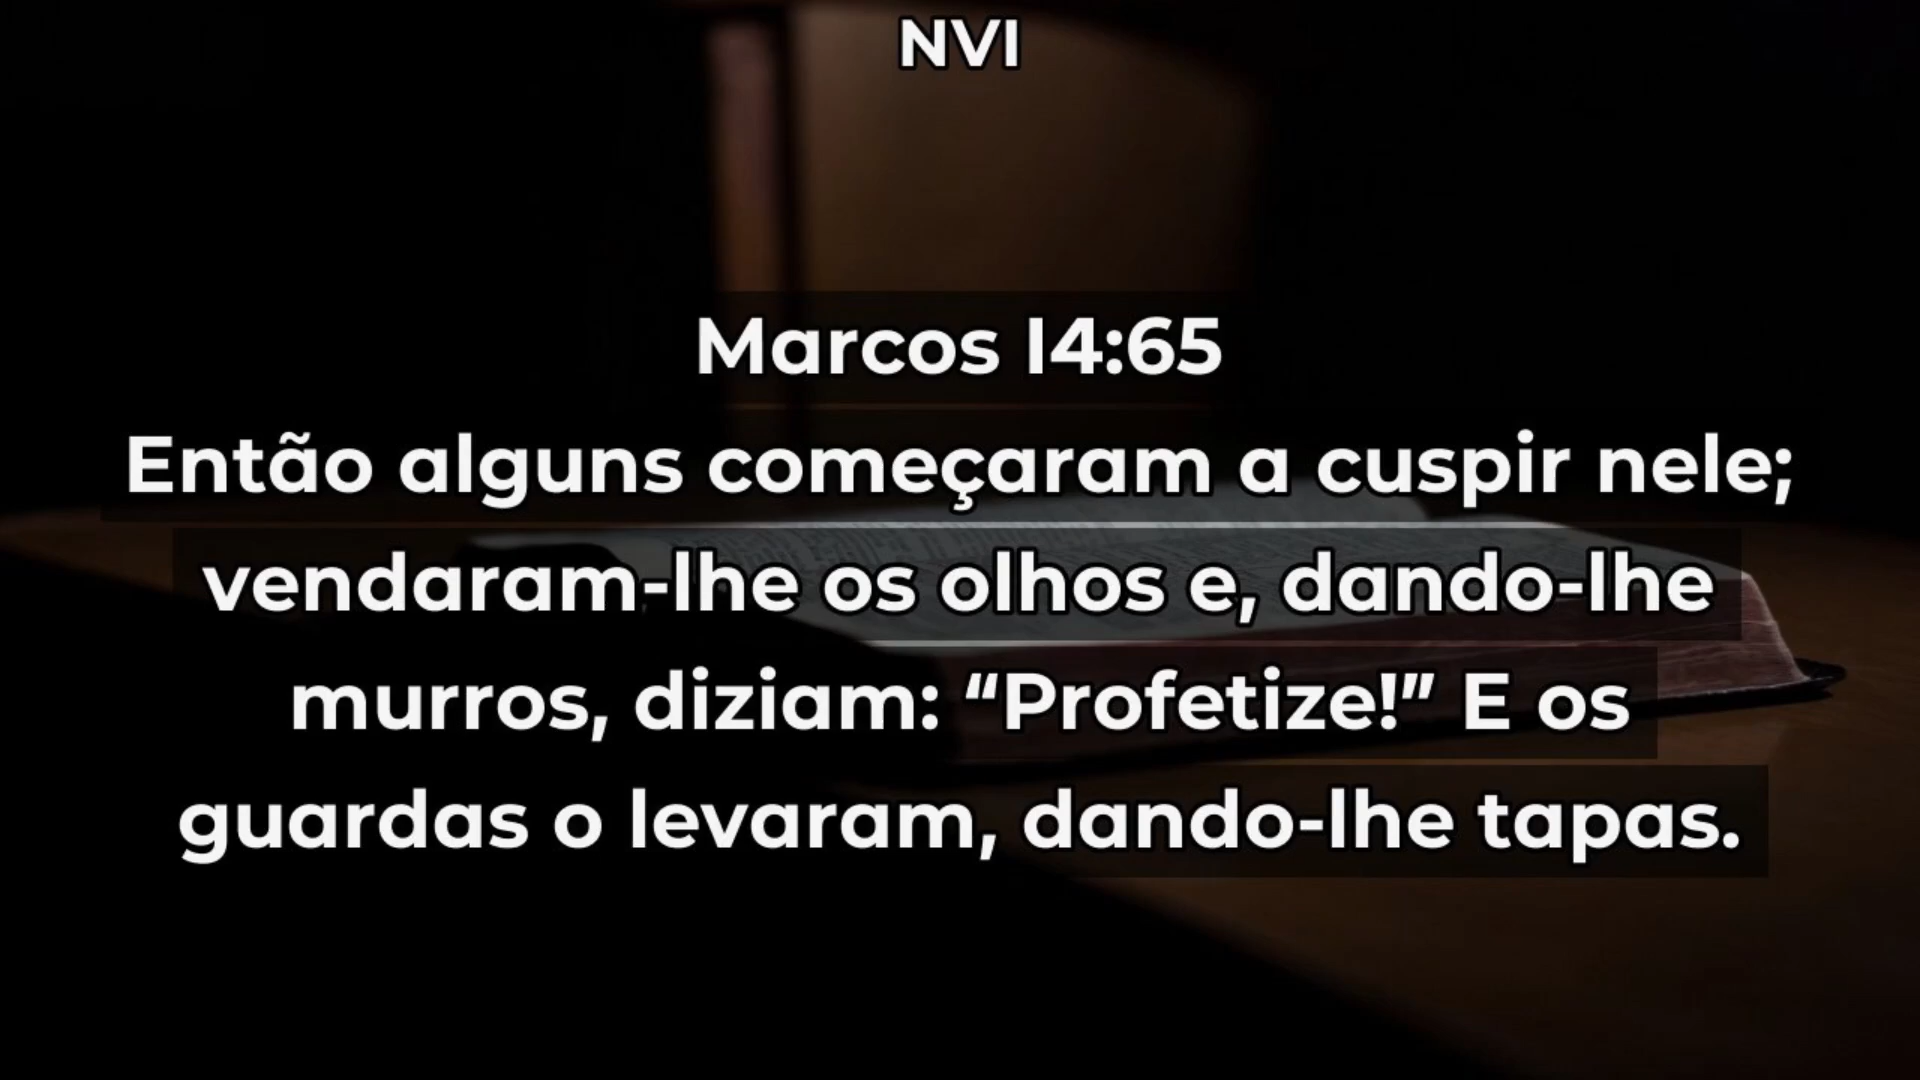 NVI
Marcos 14:65
Então alguns começaram a cuspir nele;
vendaram-lhe os olhos e, dando-lhe
murros, diziam: “Profetize!” E os
guardas o levaram, dando-lhe tapas.